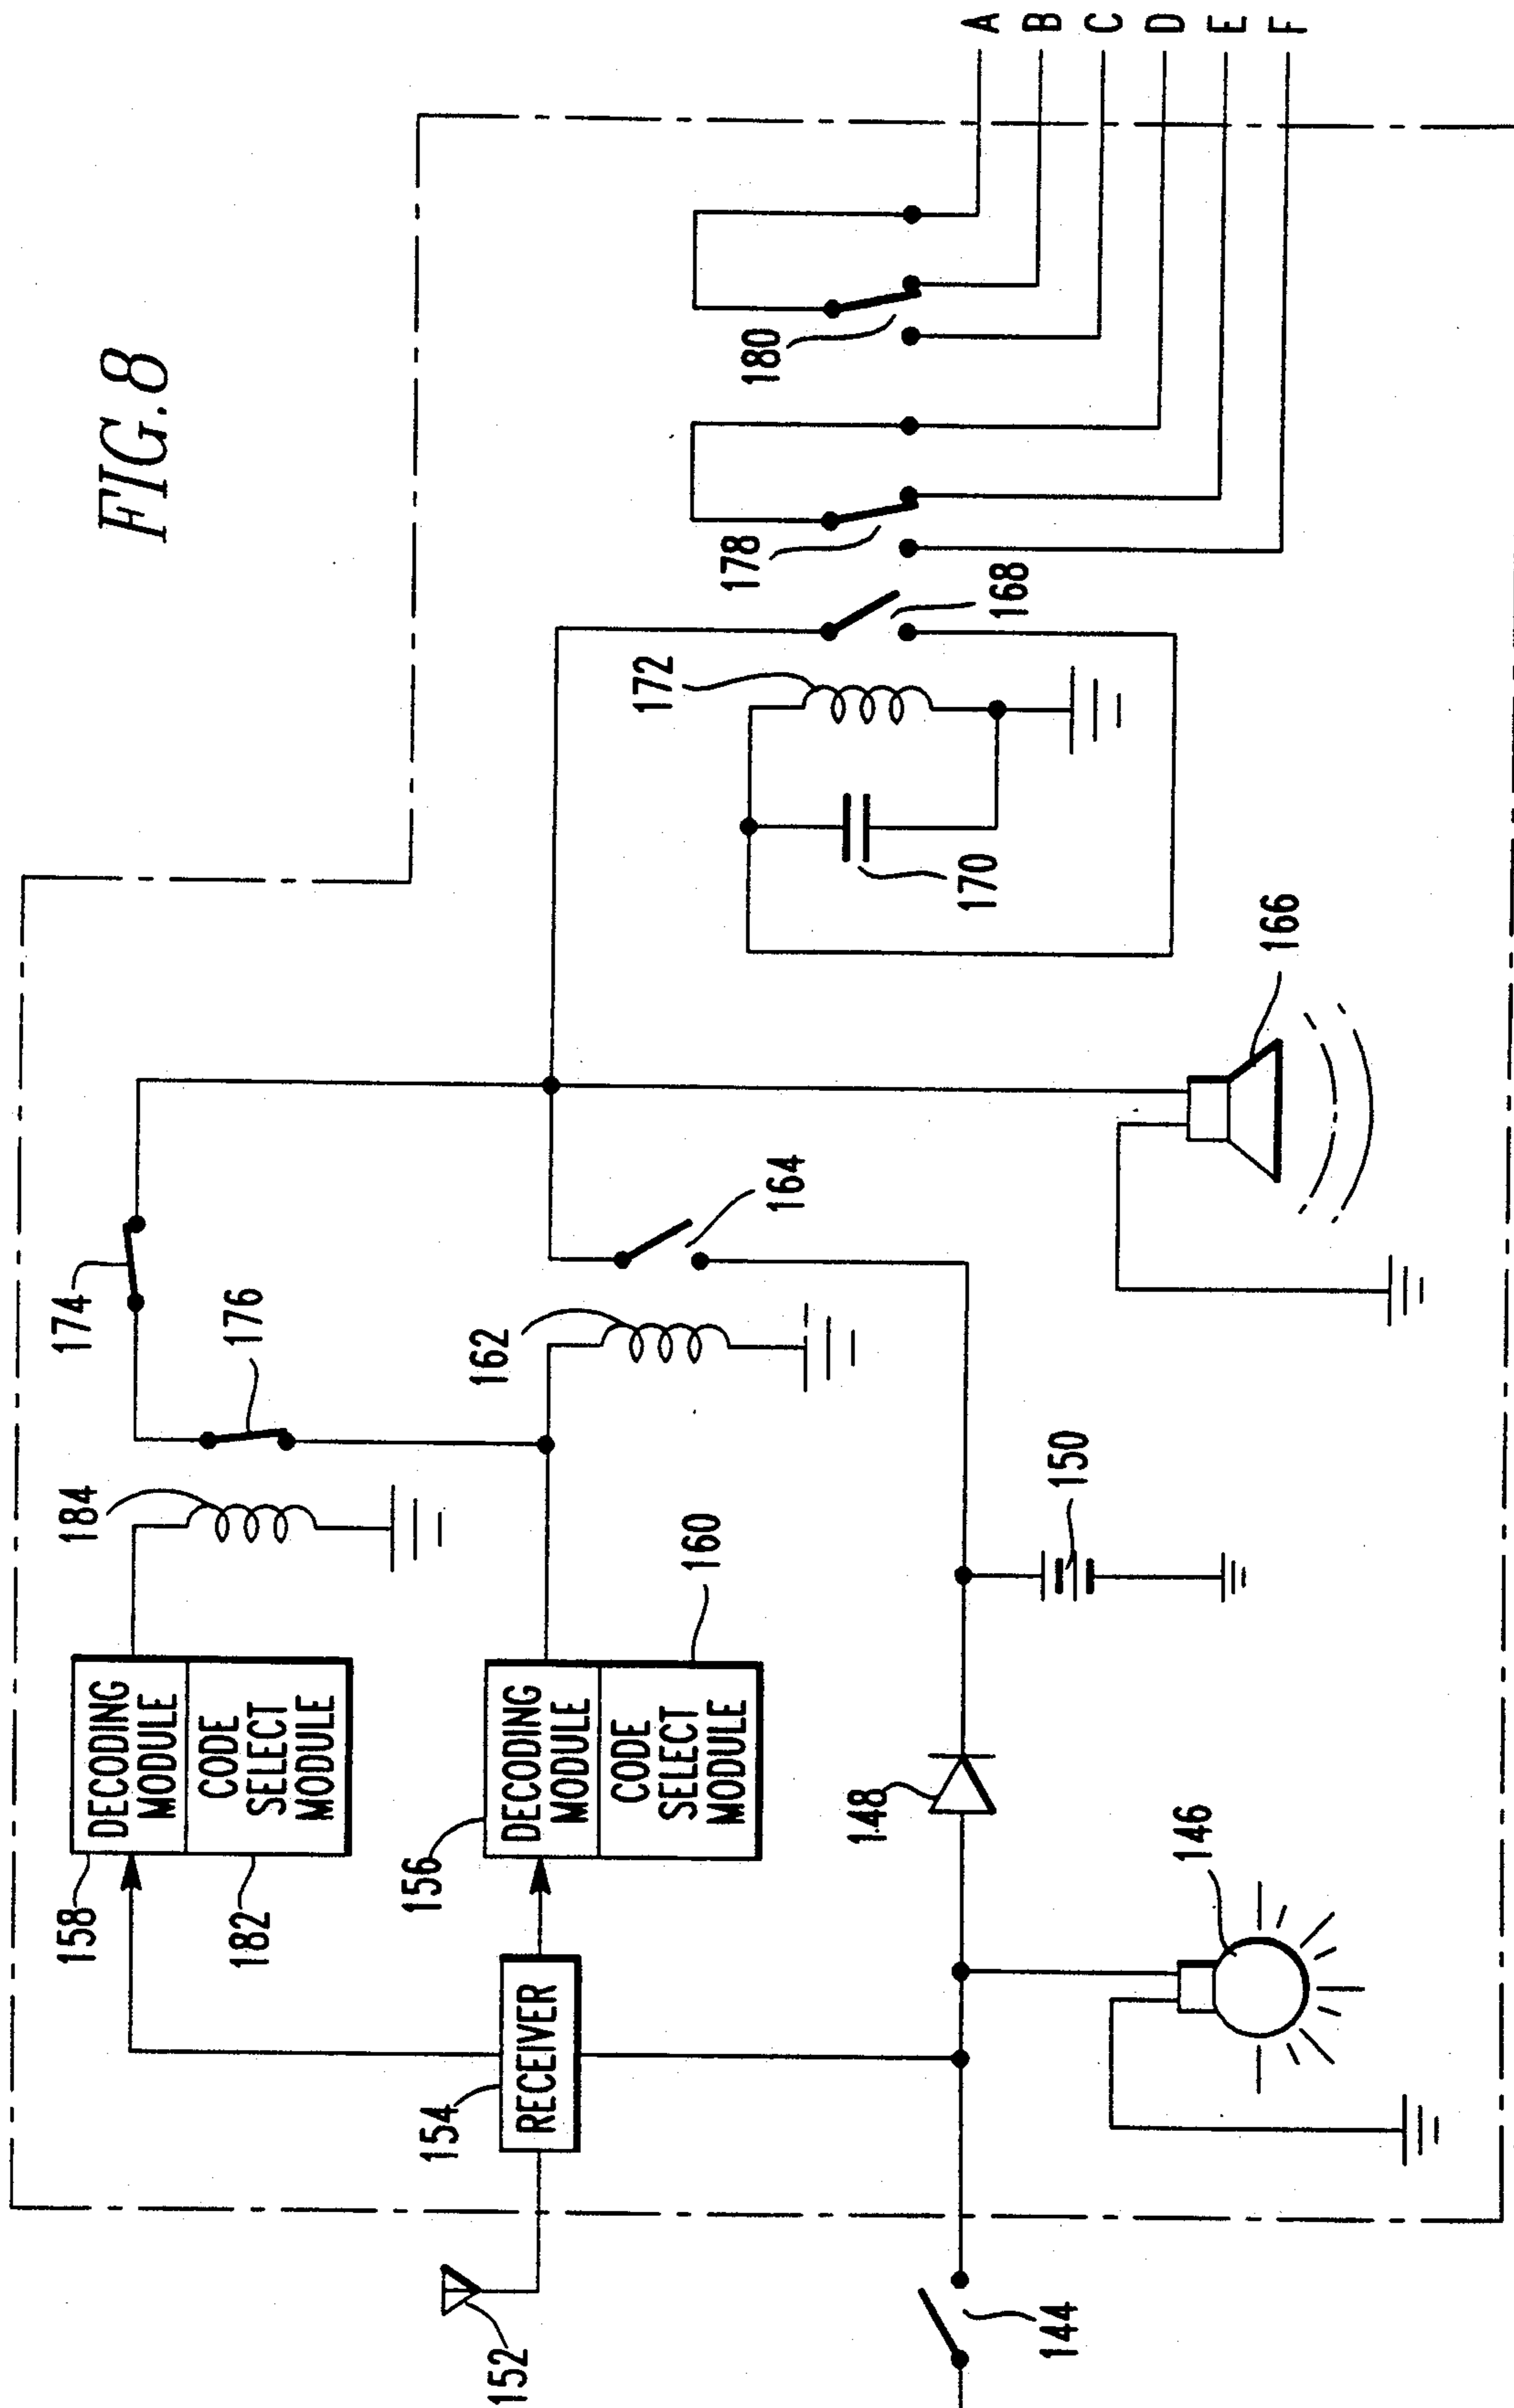 FIG.8
A
B
C
D
E
F
180
178
168
172
170
166
174
176
164
162
184
150
160
DECODING
MODULE
CODE
SELECT
MODULE
158
182
DECODING
MODULE
CODE
SELECT
MODULE
156
148
146
RECEIVER
154
152
144